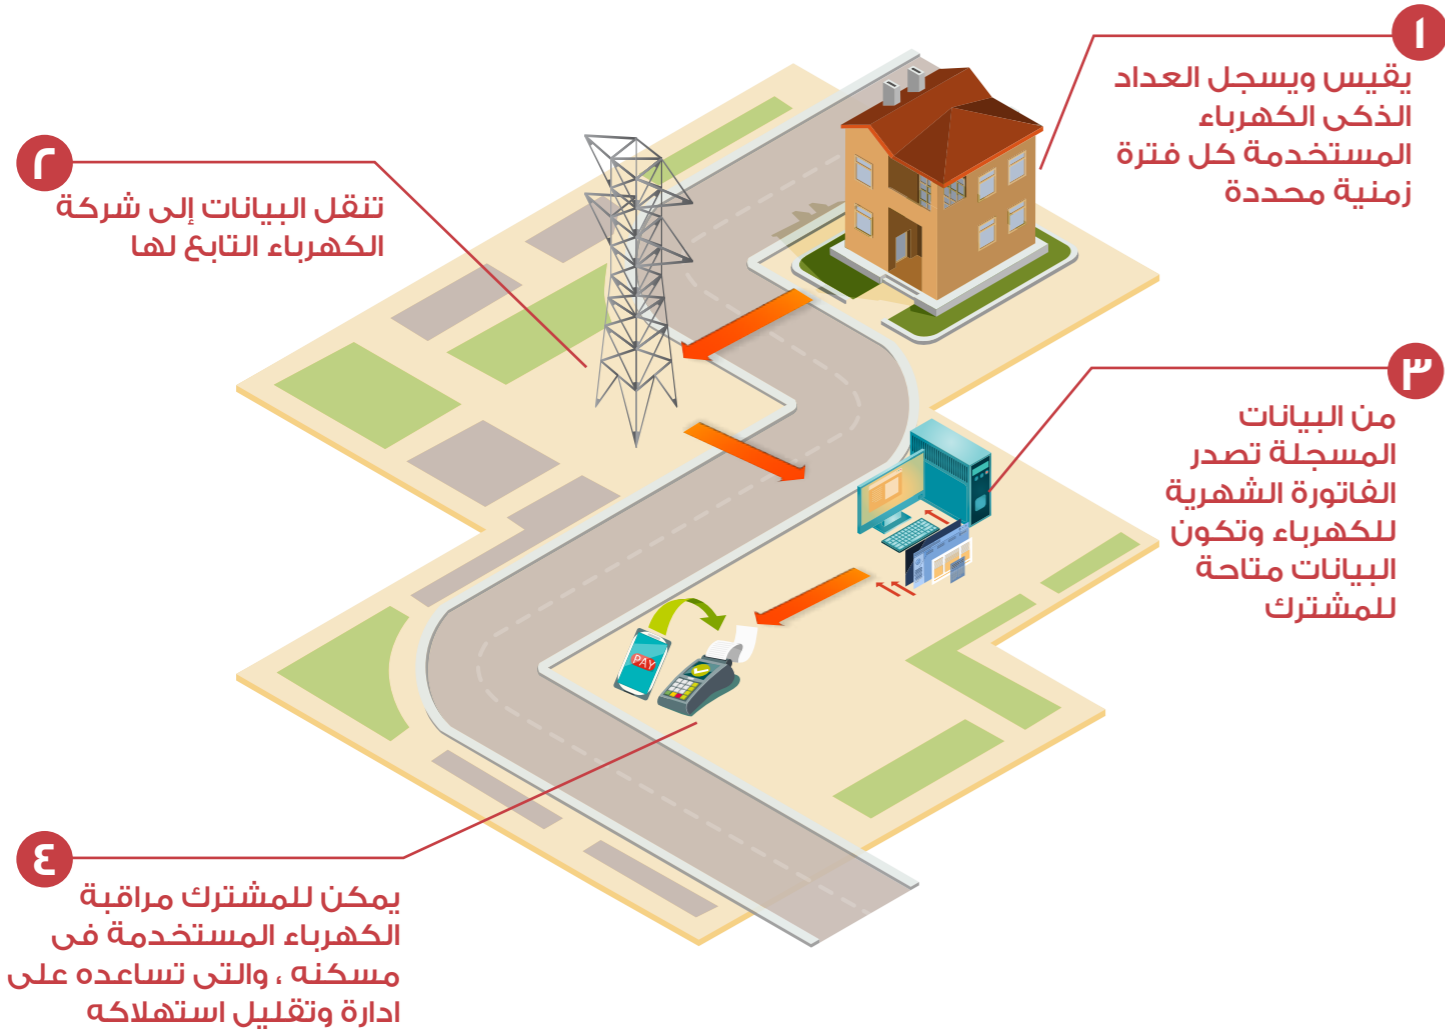 ١
يقيس ويسجل العداد
الذكى الكهرباء
المستخدمة كل فترة
زمنية محددة
٢
تنقل البيانات إلى شركة
الكهرباء التابع لها
٣
من البيانات
المسجلة تصدر
الفاتورة الشهرية
للكهرباء وتكون
البيانات متاحة
للمشترك
PAY
٤
يمكن للمشترك مراقبة
الكهرباء المستخدمة فى
مسكنه ، والتى تساعده على
ادارة وتقليل استهلاكه